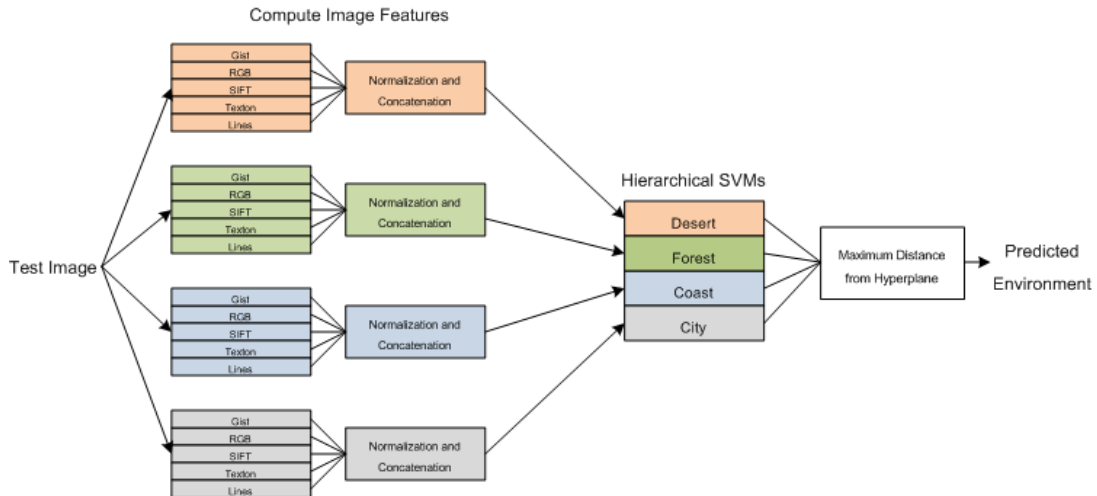 Compute Image Features
Gist
RGB
SIFT
Texton
Lines
Normalization and
Concatenation
Gist
RGB
SIFT
Texton
Lines
Normalization and
Concatenation
Hierarchical SVMs
Desert
Forest
Coast
City
Test Image
Maximum Distance
from Hyperplane
Predicted
Environment
Gist
RGB
SIFT
Texton
Lines
Normalization and
Concatenation
Gist
RGB
SIFT
Texton
Lines
Normalization and
Concatenation